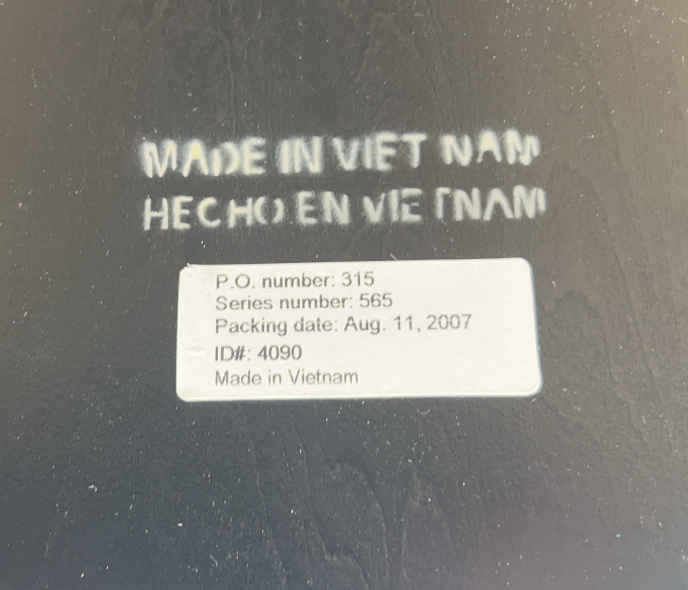 MADE IN VIET NAM
HECHO EN VIETNAM
P.O. number: 315
Series number: 565
Packing date: Aug. 11, 2007
ID#: 4090
Made in Vietnam